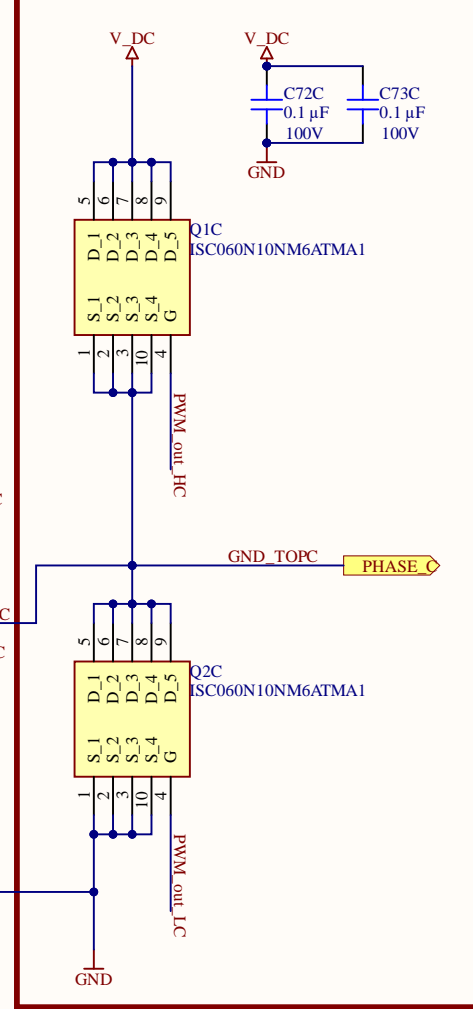 V_DC
V_DC
C72C
0.1 µF
100V
C73C
0.1 µF
100V
GND
5
6
7
8
9
Q1C
ISC060N10NM6ATMA1
D_1
D_2
D_3
D_4
D_5
S_1
S_2
S_3
S_4
G
1
2
3
10
4
PWM_out_HC
C
GND_TOPC
PHASE_C
C
C
5
6
7
8
9
Q2C
ISC060N10NM6ATMA1
D_1
D_2
D_3
D_4
D_5
S_1
S_2
S_3
S_4
G
1
2
3
10
4
PWM_out_LC
GND